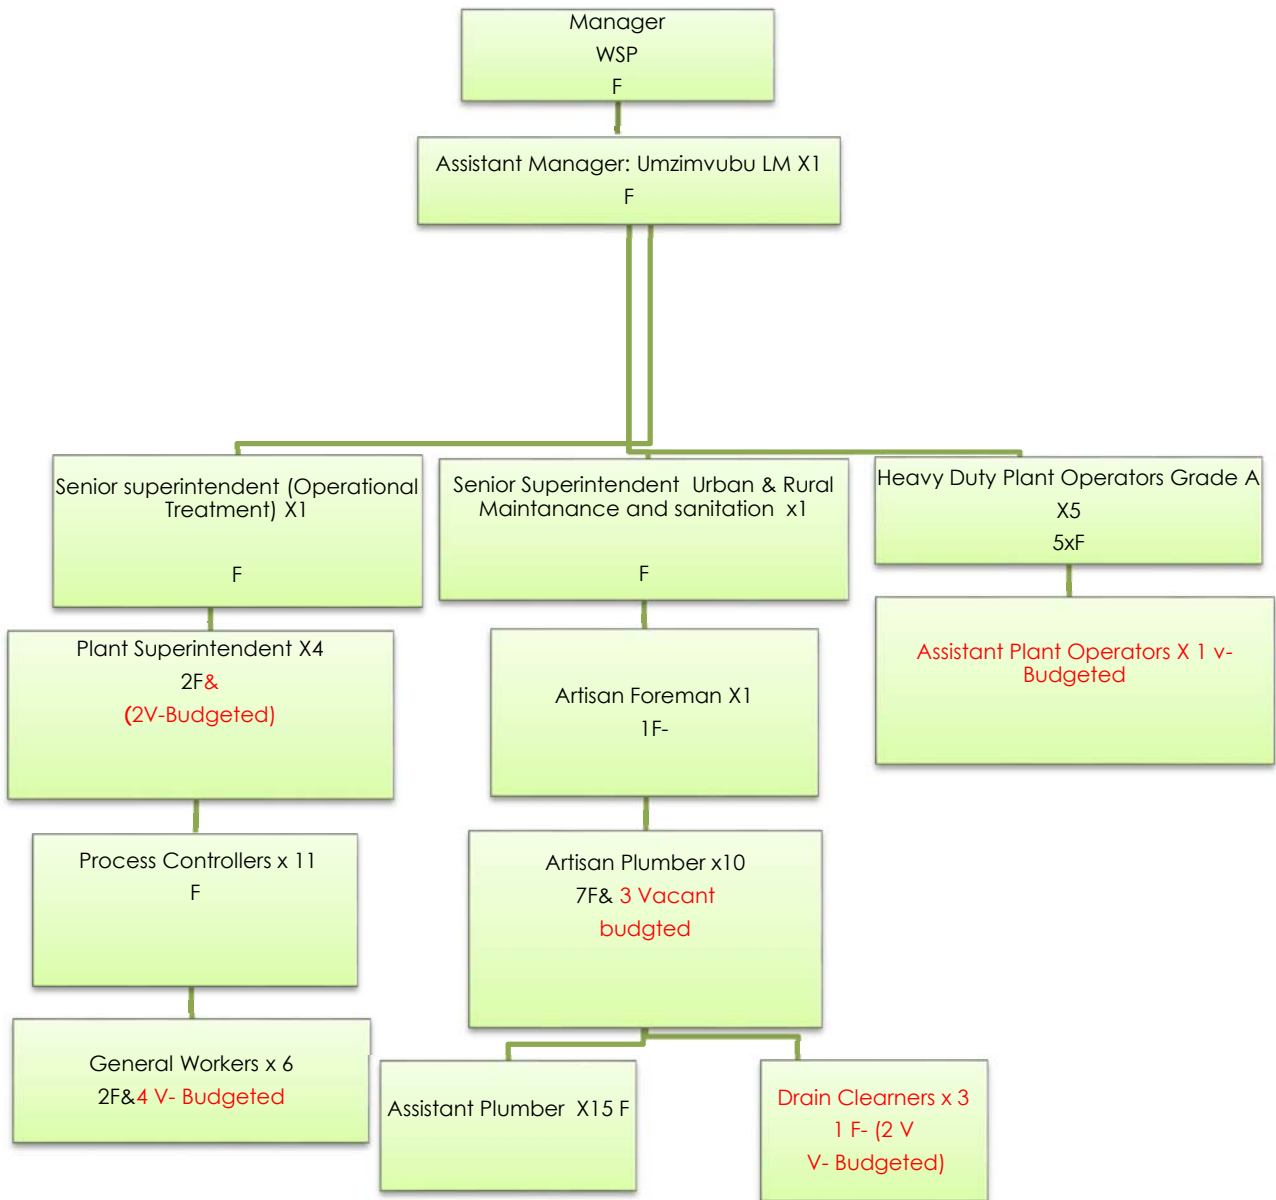 Manager
WSP
F
Assistant Manager: Umzimvubu LM X1
F
Senior superintendent (Operational
Treatment) X1
F
Senior Superintendent Urban & Rural
Maintanance and sanitation x1
F
Heavy Duty Plant Operators Grade A
X5
5xF
Plant Superintendent X4
2F&
(2V-Budgeted)
Artisan Foreman X1
1F-
Assistant Plant Operators X 1 v-
Budgeted
Process Controllers x 11
F
Artisan Plumber x10
7F& 3 Vacant
budgted
General Workers x 6
2F&4 V- Budgeted
Assistant Plumber X15 F
Drain Clearners x 3
1 F- (2 V
V- Budgeted)